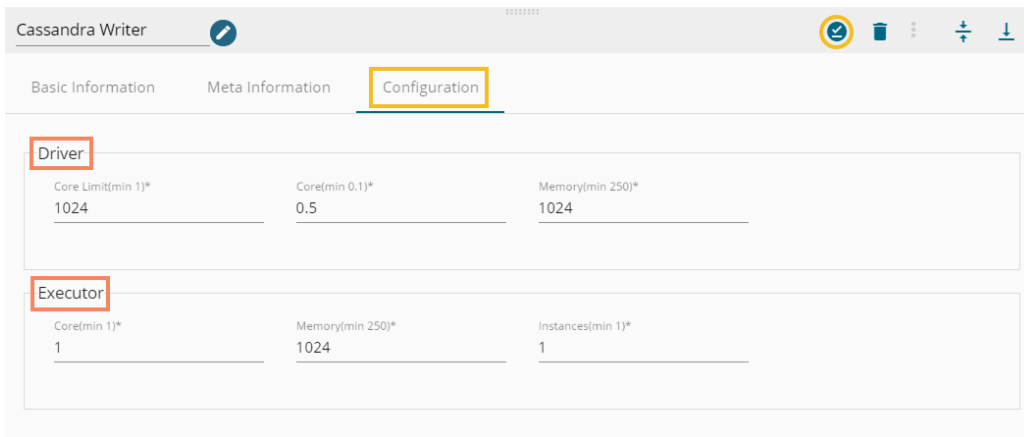 Cassandra Writer
Basic Information Meta Information Configuration
Driver
Core Limit(min 1)* Core(min 0.1)* Memory(min 250)*
1024 0.5 1024
Executor
Core(min 1)* Memory(min 250)* Instances(min 1)*
1 1024 1